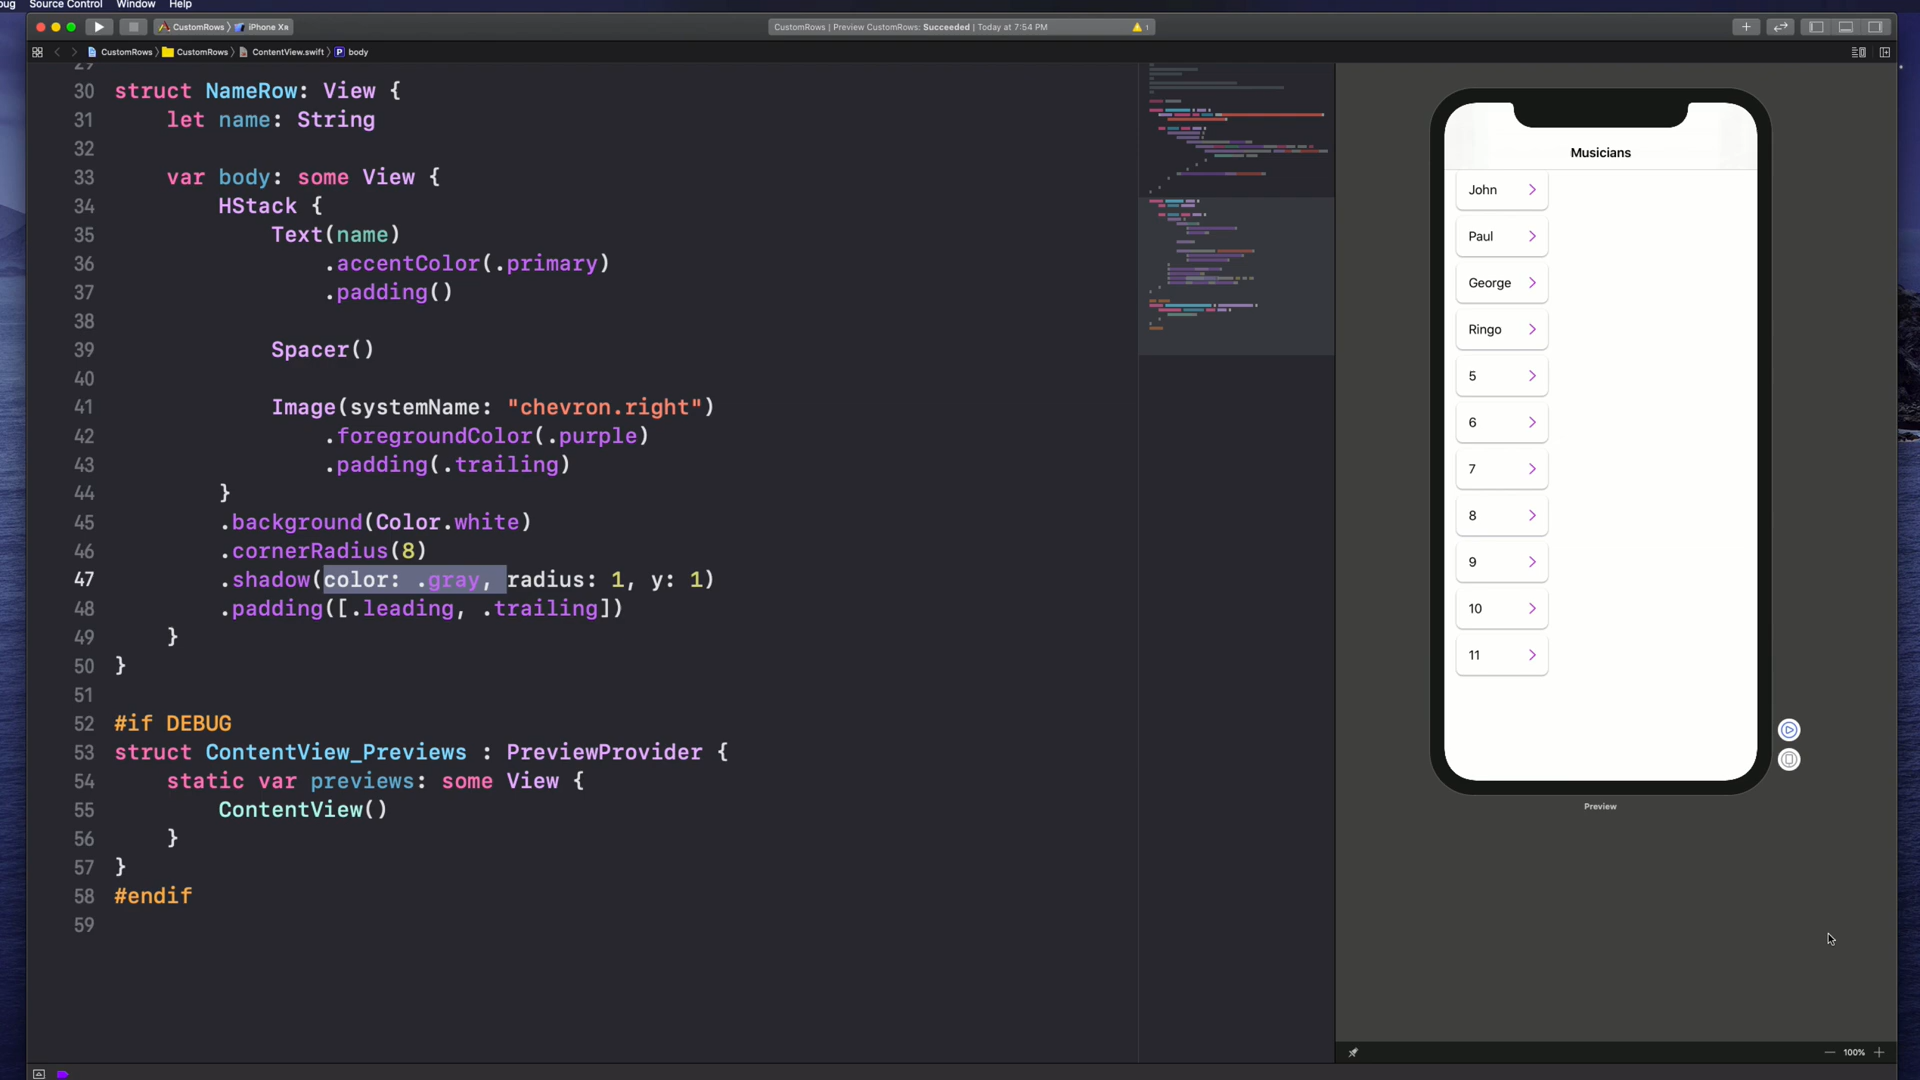 ug Source Control Window Help
CustomRows iPhone Xʀ
CustomRows | Preview CustomRows: Succeeded | Today at 7:54 PM
1
CustomRows CustomRows ContentView.swift P body
29
30 struct NameRow: View {
31 let name: String
32
33 var body: some View {
34 HStack {
35 Text(name)
36 .accentColor(.primary)
37 .padding()
38
39 Spacer()
40
41 Image(systemName: "chevron.right")
42 .foregroundColor(.purple)
43 .padding(.trailing)
44 }
45 .background(Color.white)
46 .cornerRadius(8)
47 .shadow(color: .gray, radius: 1, y: 1)
48 .padding([.leading, .trailing])
49 }
50 }
51
52 #if DEBUG
53 struct ContentView_Previews : PreviewProvider {
54 static var previews: some View {
55 ContentView()
56 }
57 }
58 #endif
59
Musicians
John
Paul
George
Ringo
5
6
7
8
9
10
11
Preview
100%